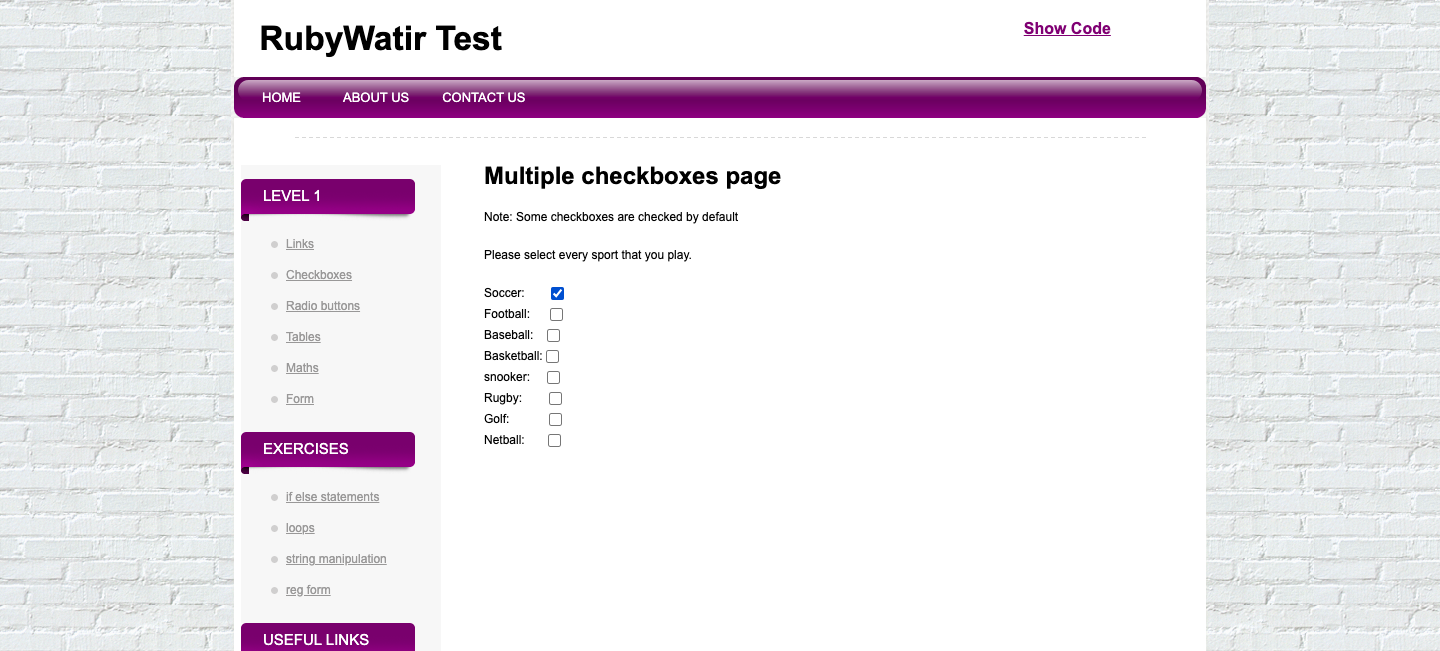 RubyWatir Test
Show Code
HOME ABOUT US CONTACT US
LEVEL 1
Links
Checkboxes
Radio buttons
Tables
Maths
Form
EXERCISES
if else statements
loops
string manipulation
reg form
USEFUL LINKS
Multiple checkboxes page
Note: Some checkboxes are checked by default
Please select every sport that you play.
Soccer:
Football:
Baseball:
Basketball:
snooker:
Rugby:
Golf:
Netball: